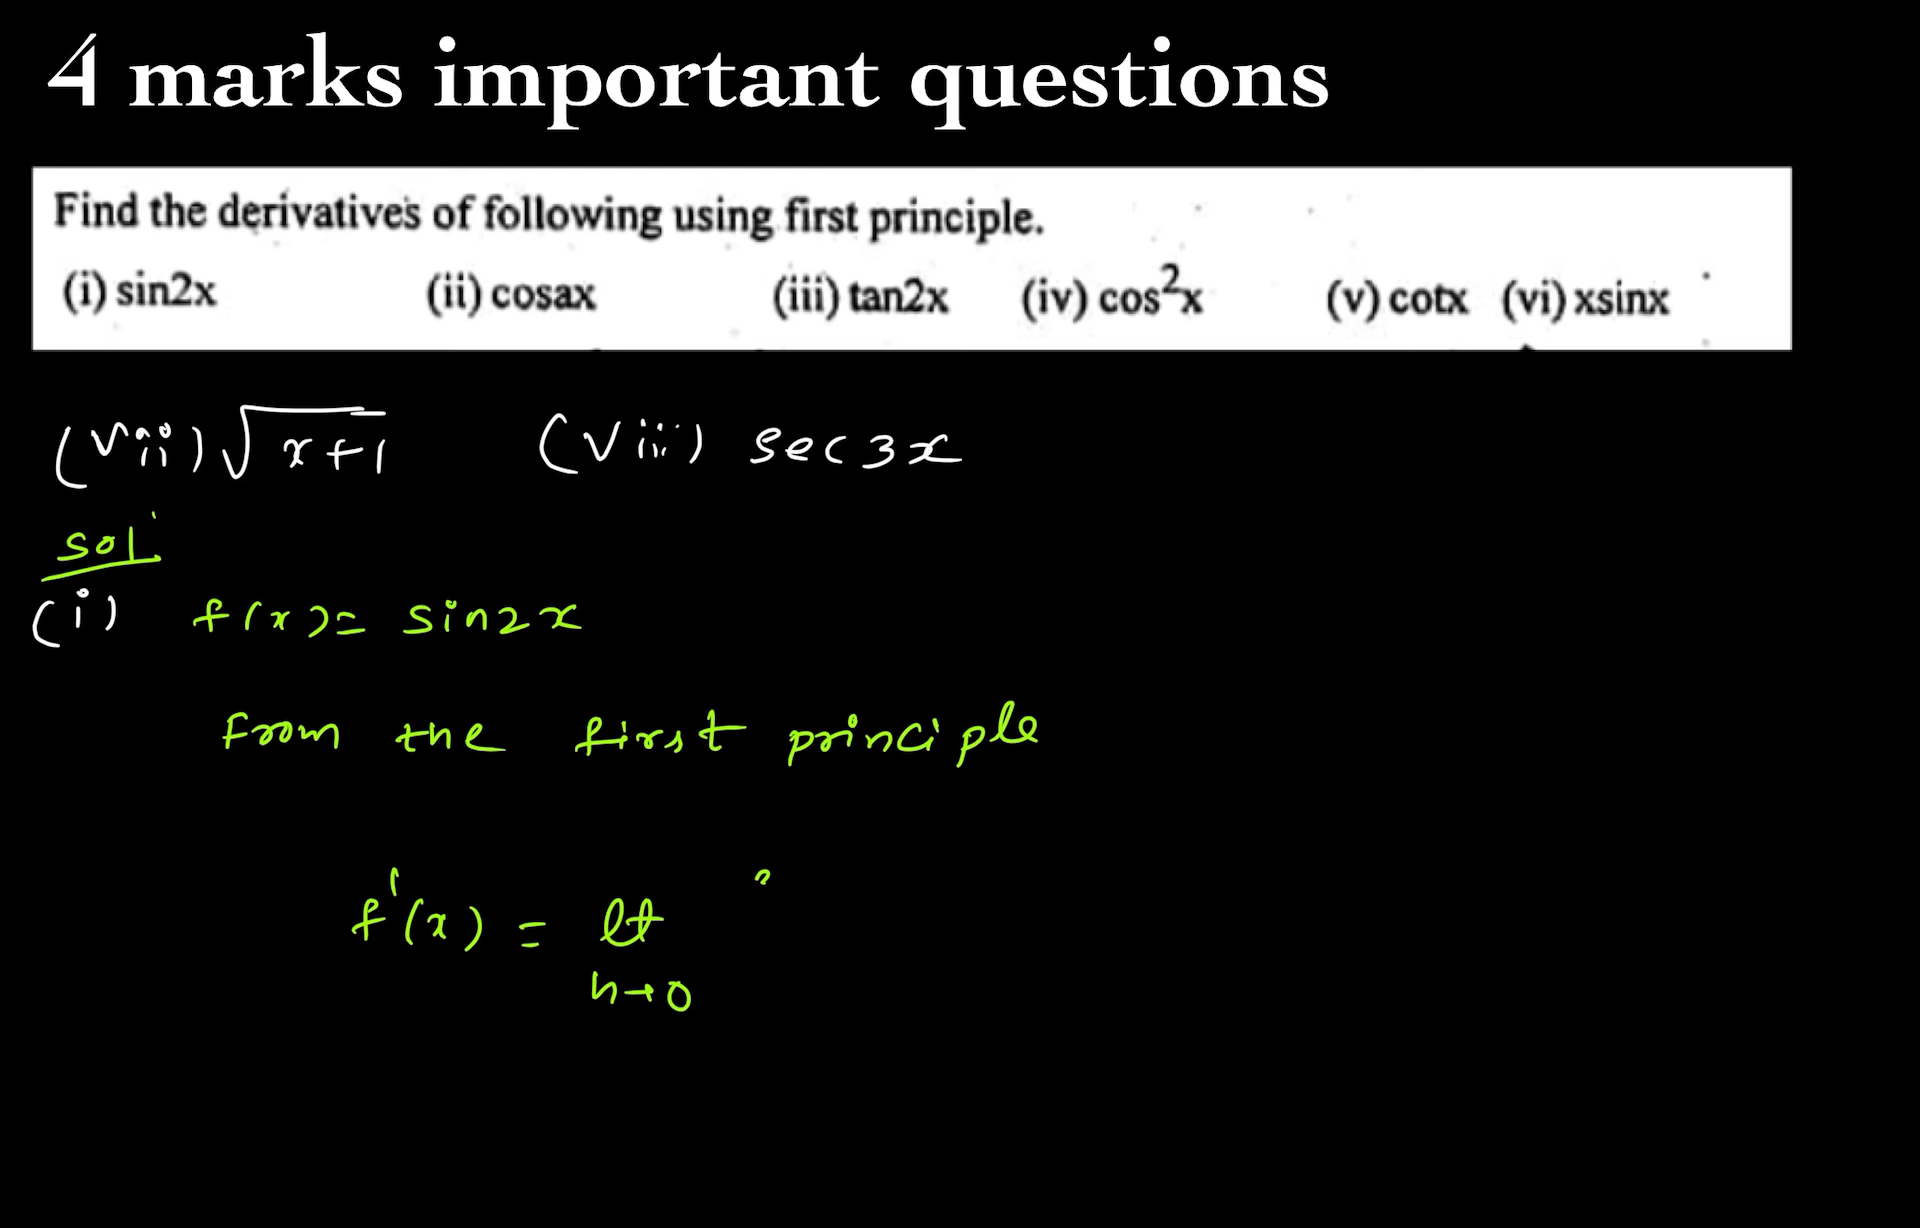 4 marks important questions
Find the derivatives of following using first principle.
(i) sin2x (ii) cosax (iii) tan2x (iv) cos²x (v) cotx (vi) xsinx
(vii) √x+1 (viii) sec3x
sol:
(i) f(x) = sin2x
From the first principle
f'(x) = lt
h→0